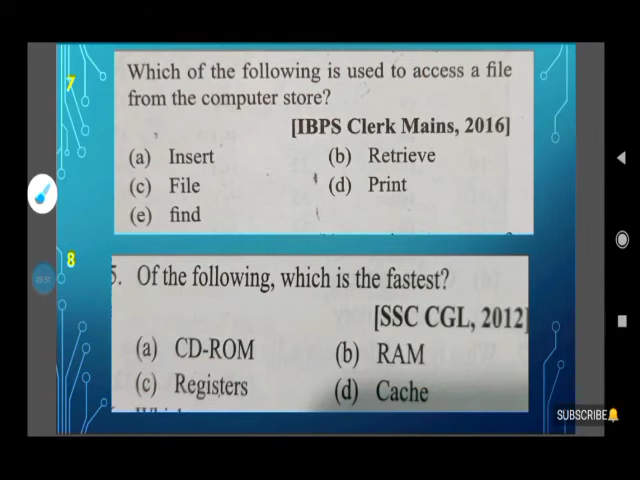 7
Which of the following is used to access a file
from the computer store?
[IBPS Clerk Mains, 2016]
(a) Insert (b) Retrieve
(c) File (d) Print
(e) find
8
5. Of the following, which is the fastest?
[SSC CGL, 2012]
(a) CD-ROM (b) RAM
(c) Registers (d) Cache
SUBSCRIBE